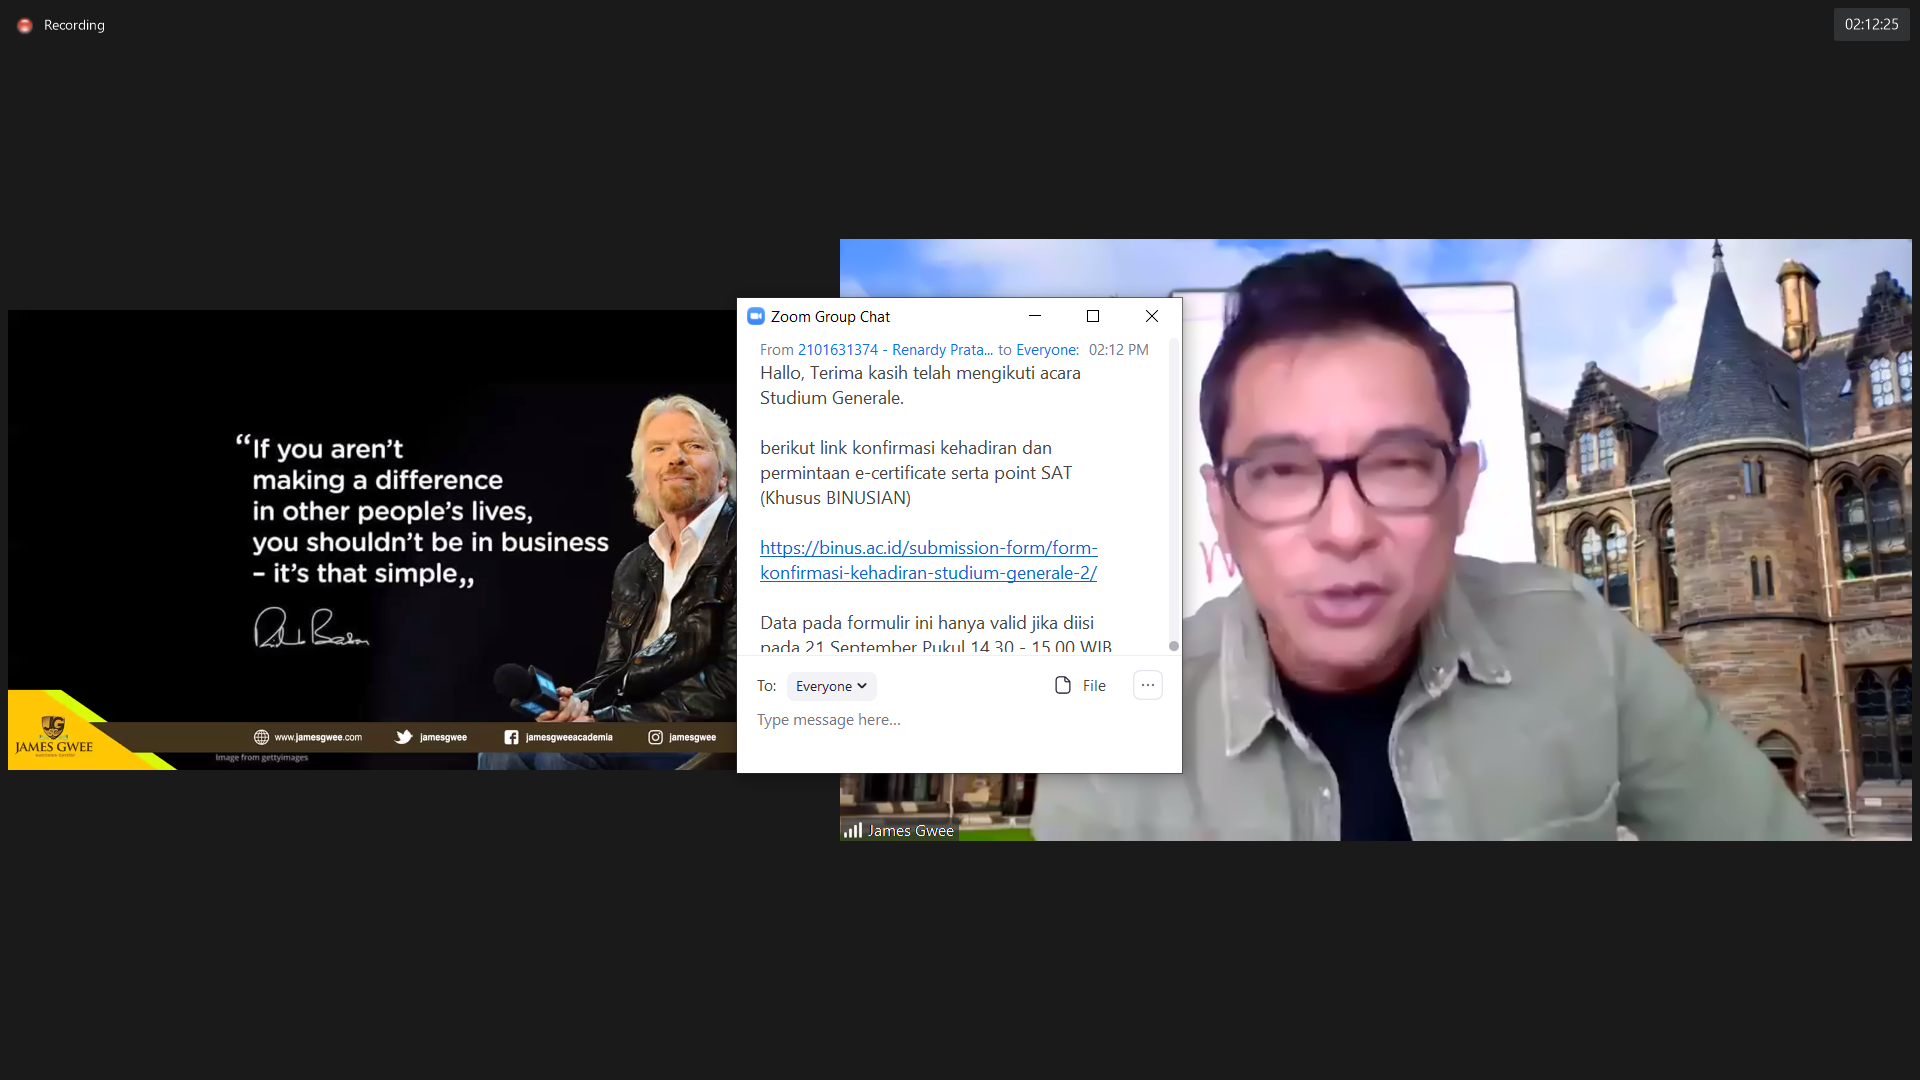 Recording
02:12:25
“If you aren’t
making a difference
in other people’s lives,
you shouldn’t be in business
– it’s that simple„
JG
JAMES GWEE
www.jamesgwee.com
jamesgwee
jamesgweeacademia
jamesgwee
Image from gettyimages
Zoom Group Chat
From 2101631374 - Renardy Prata... to Everyone: 02:12 PM
Hallo, Terima kasih telah mengikuti acara
Studium Generale.
berikut link konfirmasi kehadiran dan
permintaan e-certificate serta point SAT
(Khusus BINUSIAN)
https://binus.ac.id/submission-form/form-
konfirmasi-kehadiran-studium-generale-2/
Data pada formulir ini hanya valid jika diisi
pada 21 September Pukul 14.30 - 15.00 WIB
To: Everyone
File
Type message here...
James Gwee